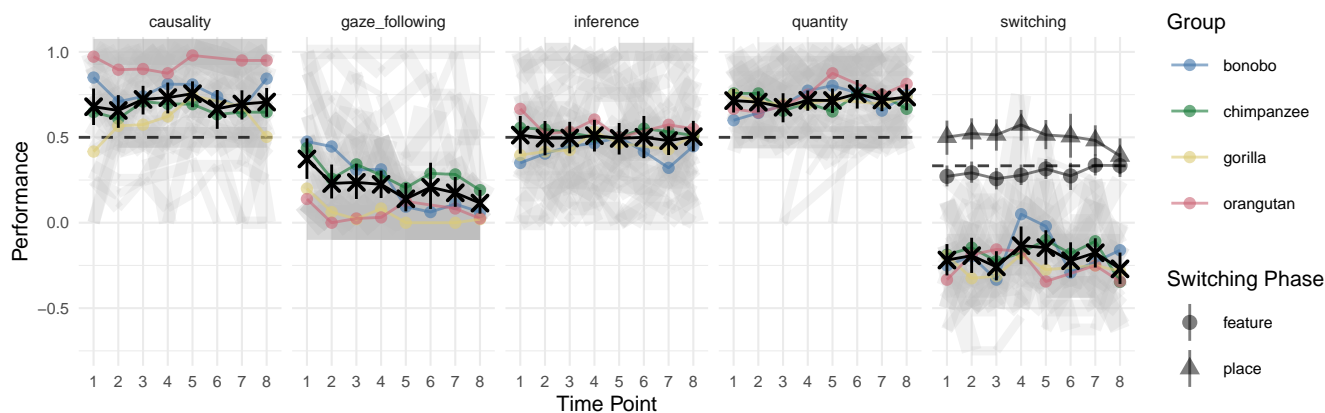 causality
gaze_following
inference
quantity
switching
Performance
1.0
0.5
0.0
−0.5
1 2 3 4 5 6 7 8
1 2 3 4 5 6 7 8
1 2 3 4 5 6 7 8
1 2 3 4 5 6 7 8
1 2 3 4 5 6 7 8
Time Point
Group
bonobo
chimpanzee
gorilla
orangutan
Switching Phase
feature
place